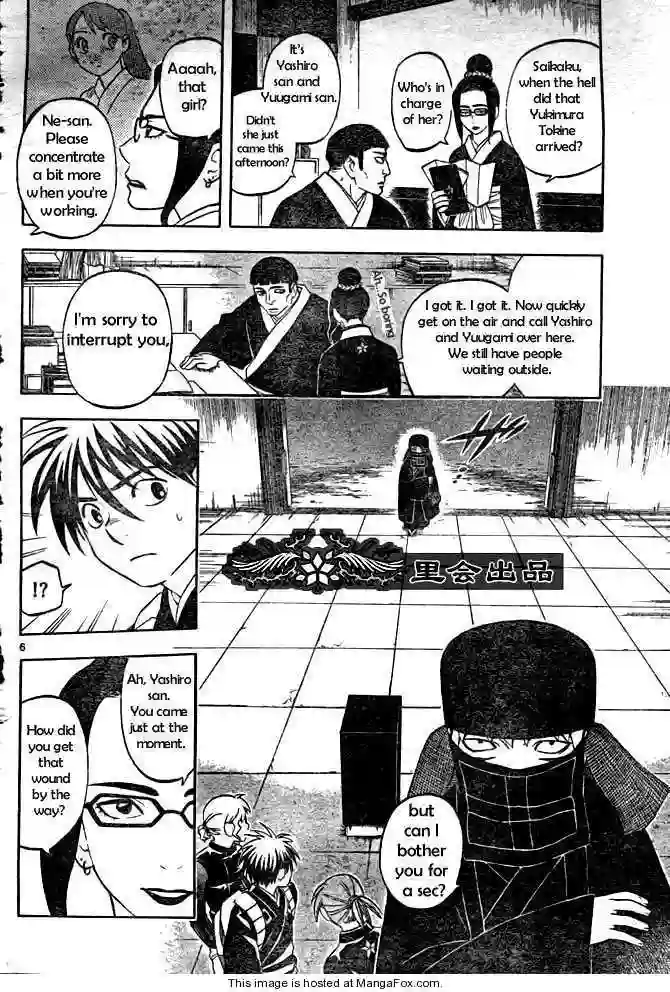 Saikaku,
when the hell
did that
Yukimura
Tokine
arrived?
Who's in
charge
of her?
It's
Yashiro
san and
Yuugami san.
Didn't
she just
came this
afternoon?
Aaaah,
that
girl?
Ne-san.
Please
concentrate
a bit more
when you're
working.
I got it. I got it. Now quickly
get on the air and call Yashiro
and Yuugami over here.
We still have people
waiting outside.
Ah... So boring
I'm sorry to
interrupt you,
里会出品
!?
6
but
can I
bother
you for
a sec?
Ah, Yashiro
san.
You came
just at the
moment.
How did
you get
that
wound
by the
way?
This image is hosted at MangaFox.com.